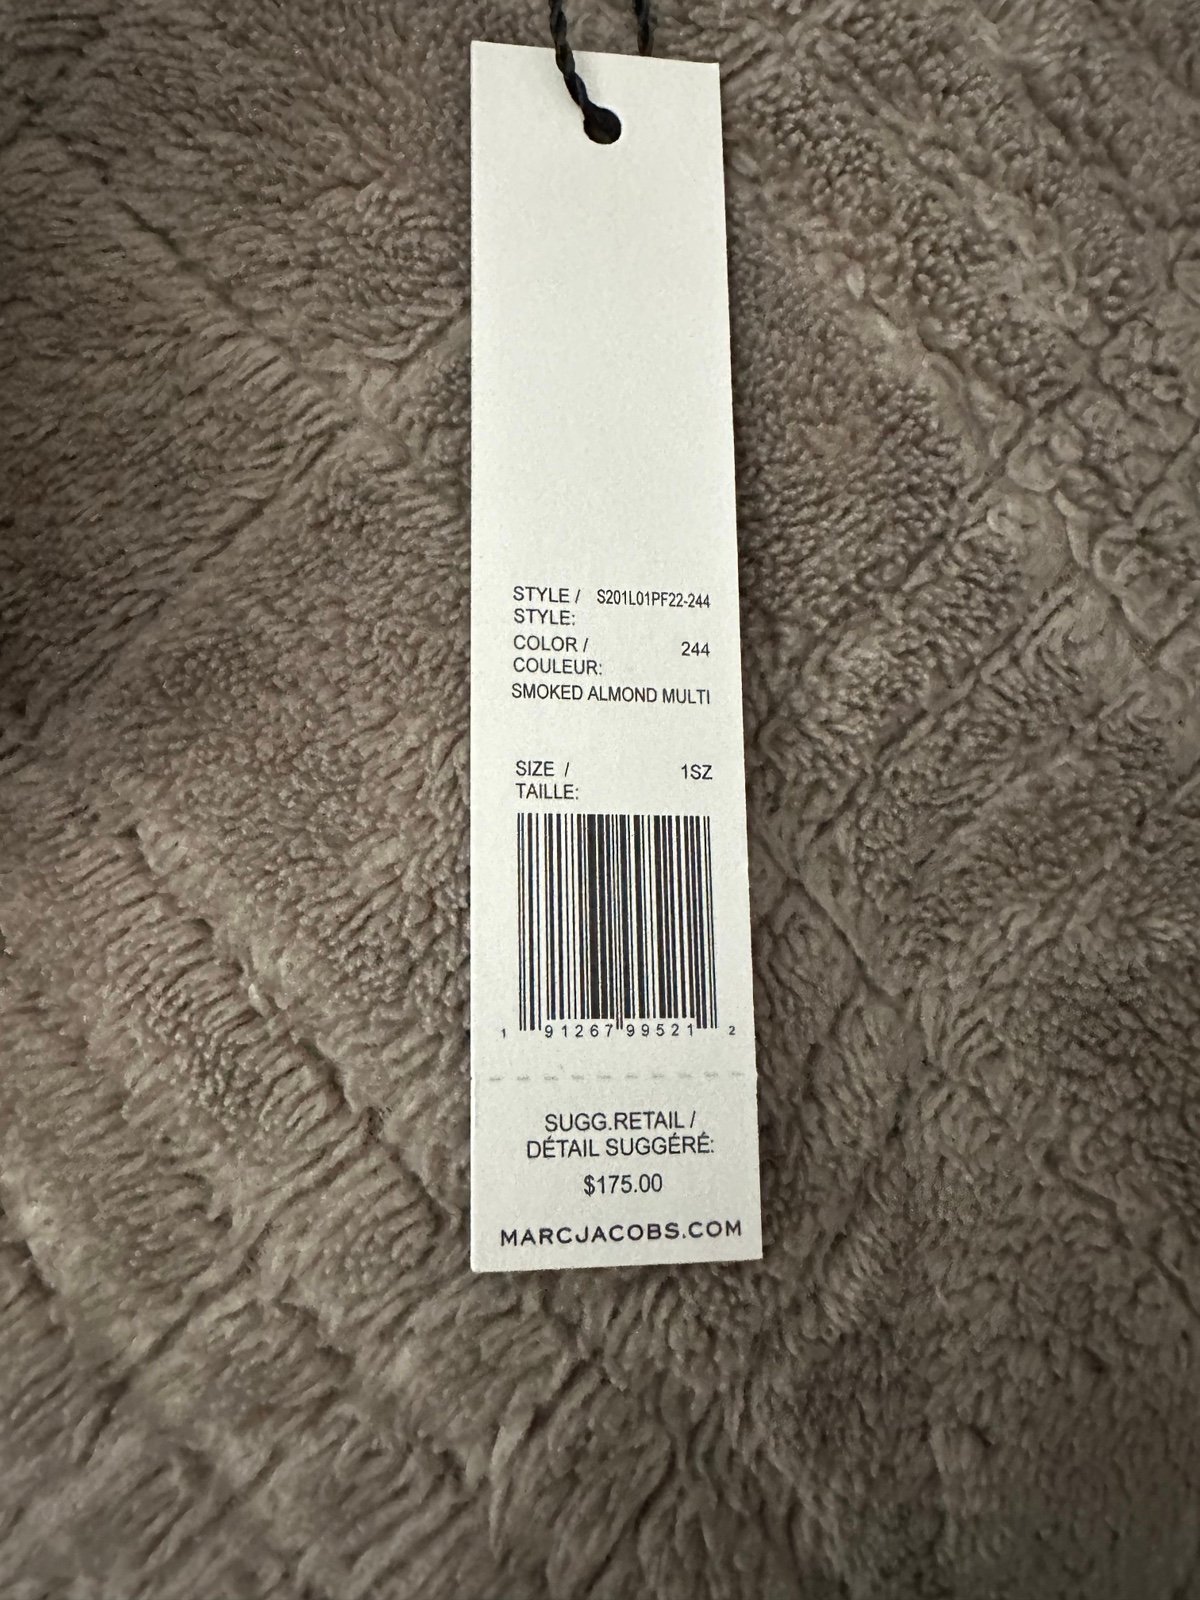 STYLE / S201L01PF22-244
STYLE:
COLOR / 244
COULEUR:
SMOKED ALMOND MULTI
SIZE / 1SZ
TAILLE:
1 91267 99521 2
SUGG.RETAIL /
DÉTAIL SUGGÉRÉ:
$175.00
MARCJACOBS.COM